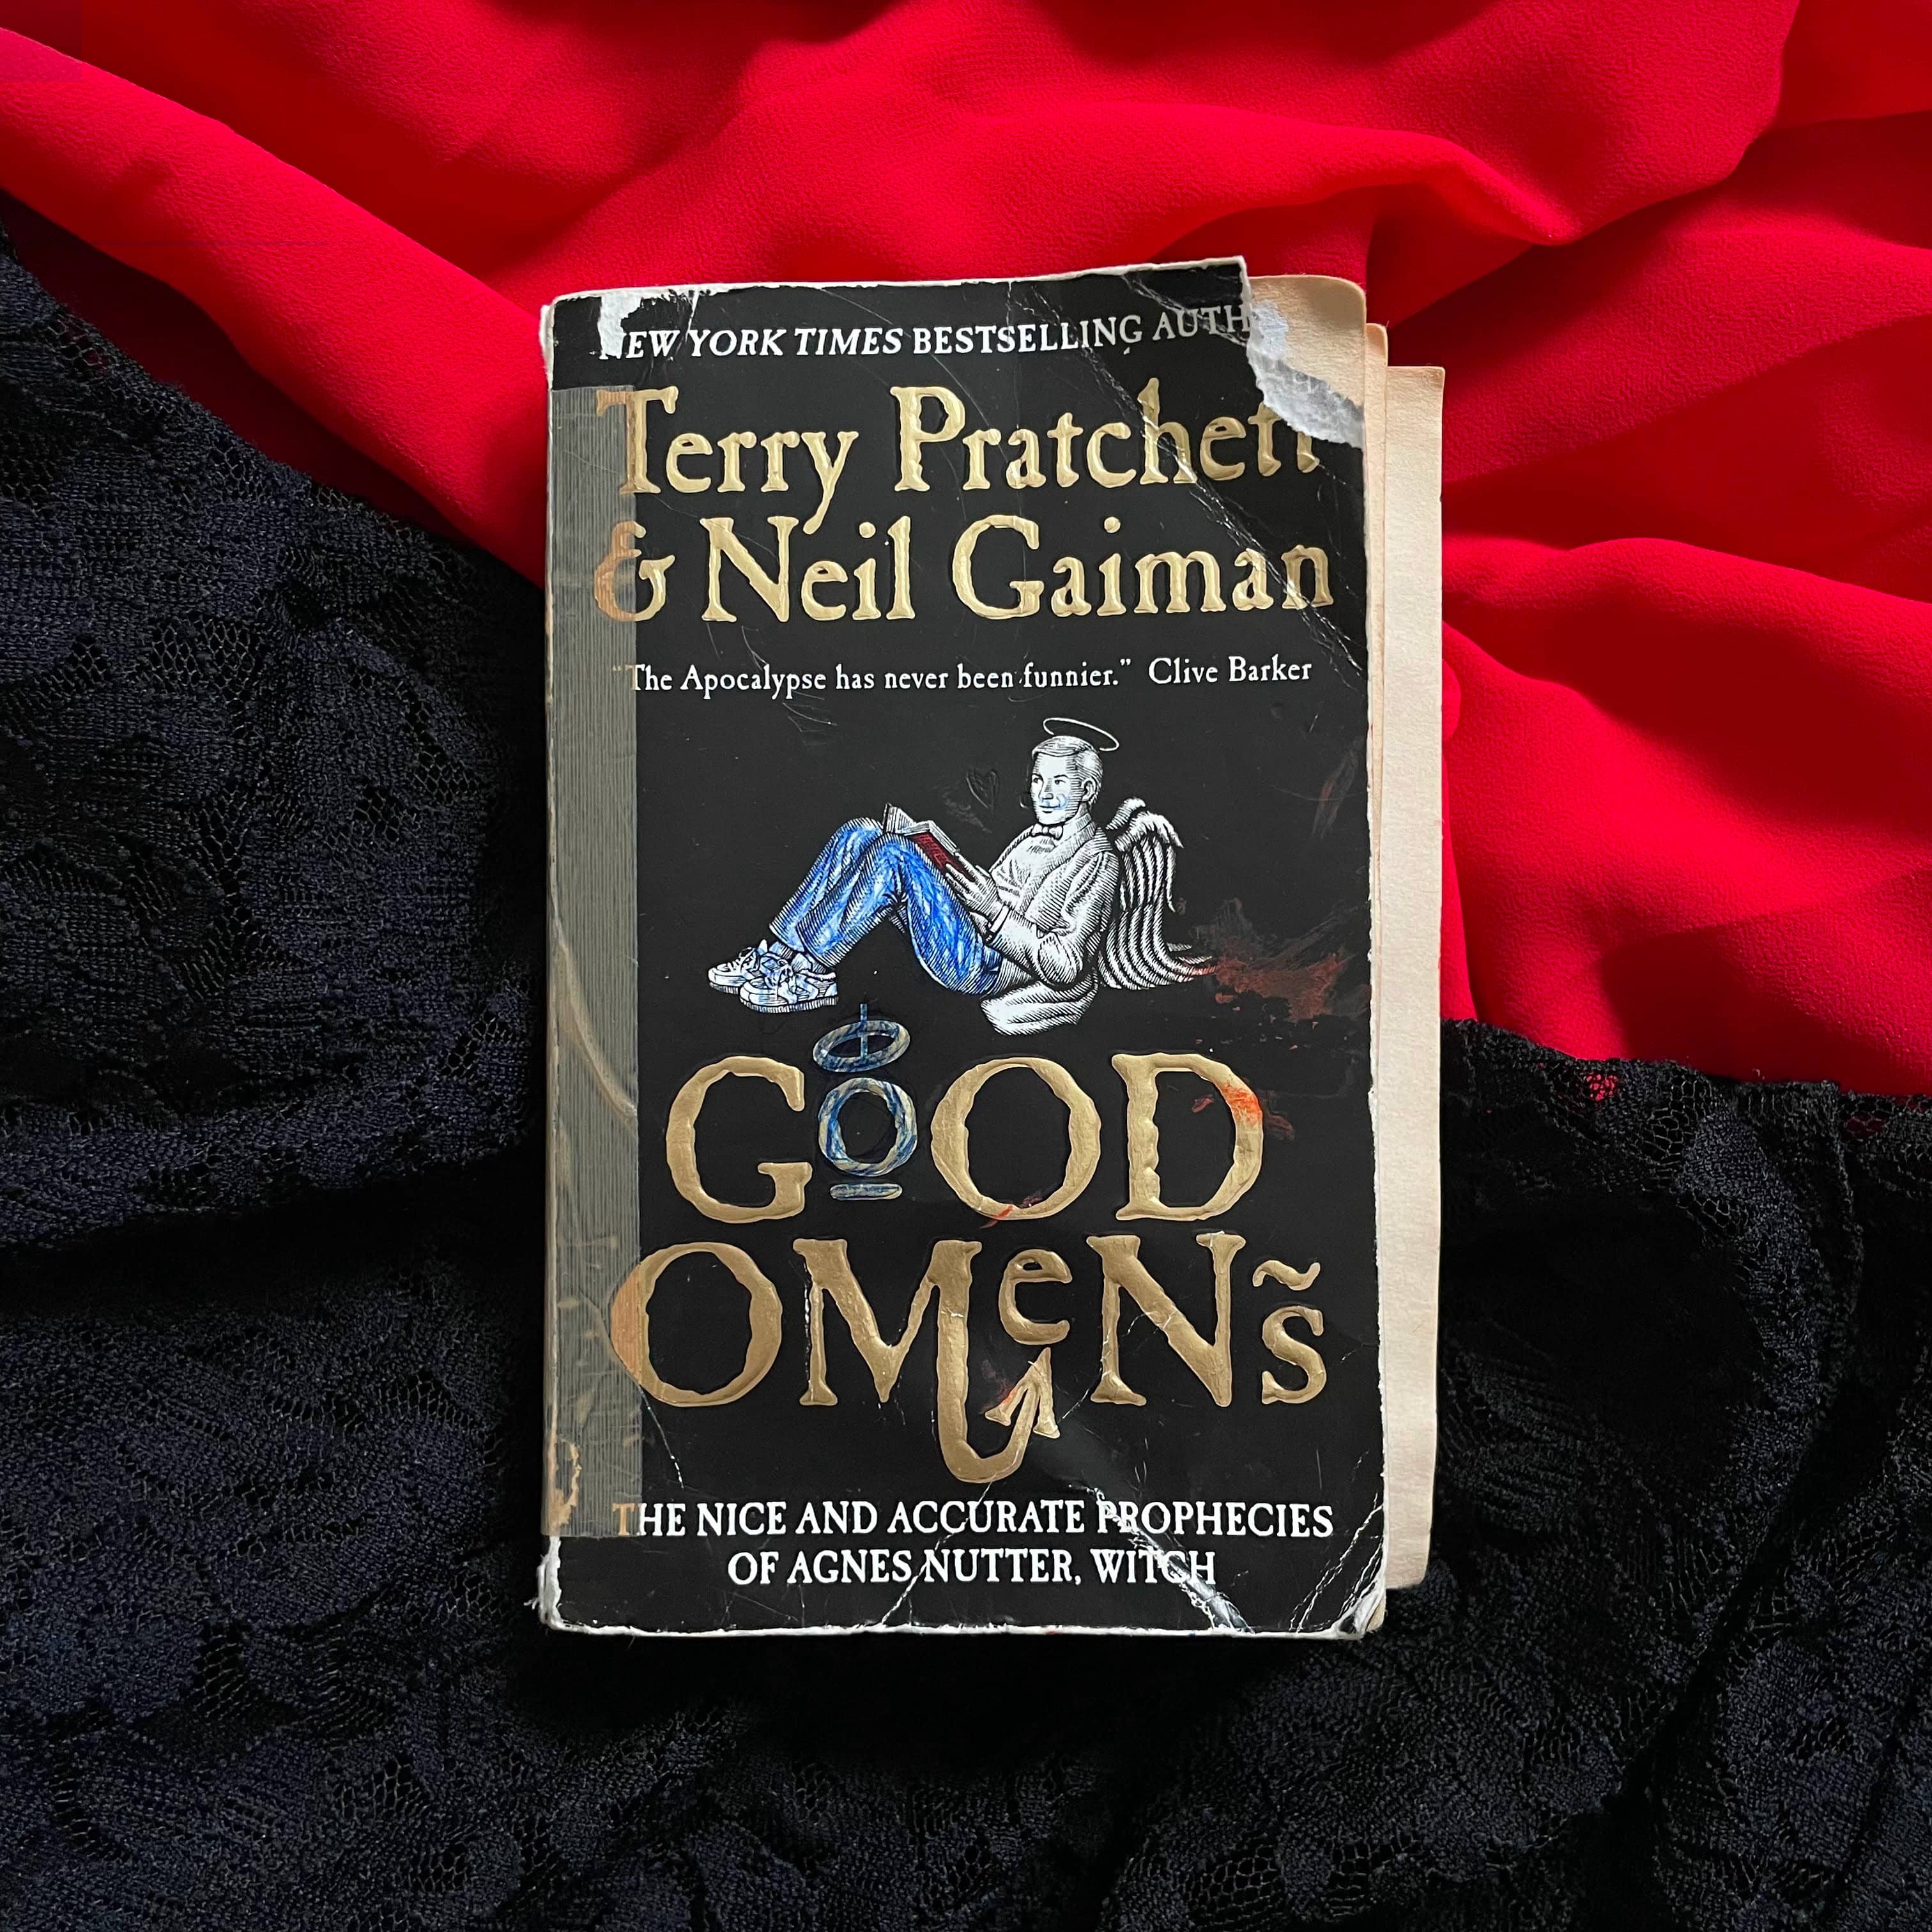 NEW YORK TIMES BESTSELLING AUTH
Terry Pratchett
& Neil Gaiman
"The Apocalypse has never been funnier." Clive Barker
GOOD
OMeNs
THE NICE AND ACCURATE PROPHECIES
OF AGNES NUTTER, WITCH